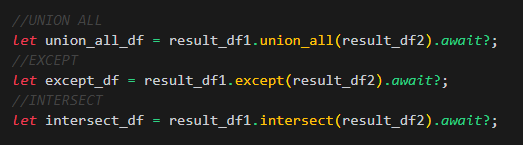 //UNION ALL
let union_all_df = result_df1.union_all(result_df2).await?;
//EXCEPT
let except_df = result_df1.except(result_df2).await?;
//INTERSECT
let intersect_df = result_df1.intersect(result_df2).await?;